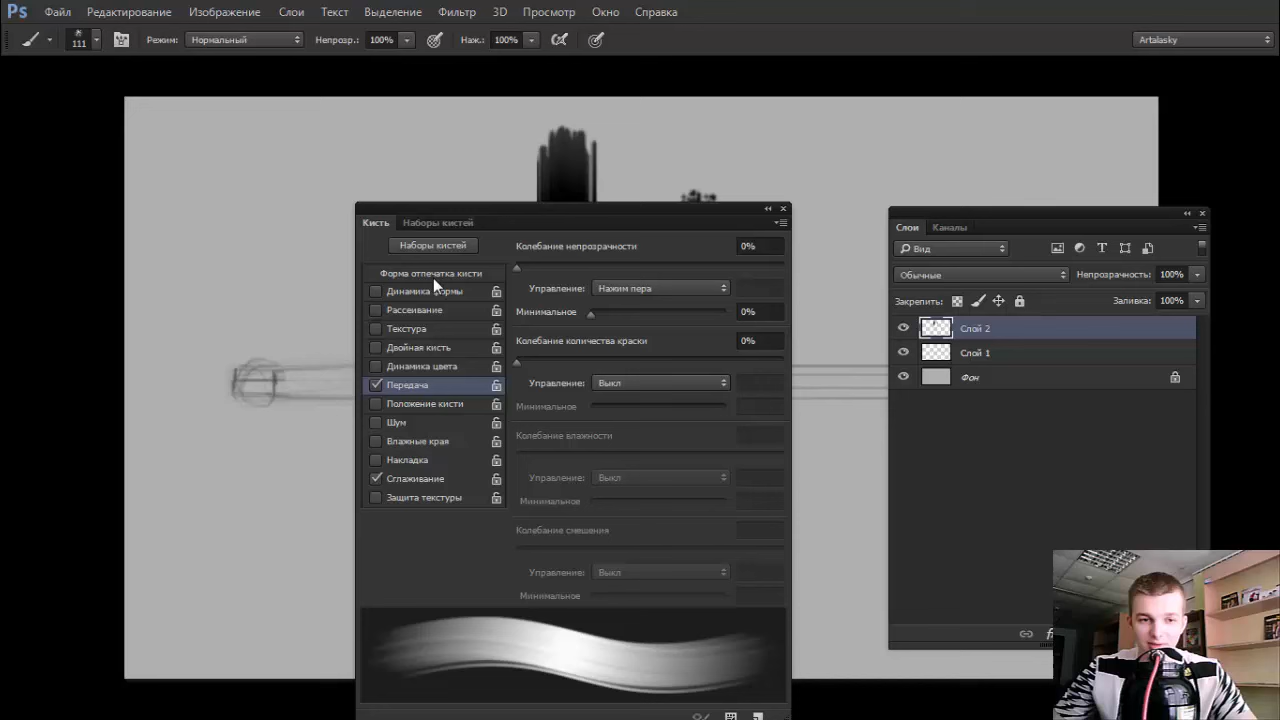 Ps Файл Редактирование Изображение Слои Текст Выделение Фильтр 3D Просмотр Окно Справка
111 Режим: Нормальный Непрозр.: 100% Наж.: 100% Artalasky
Кисть Наборы кистей
Наборы кистей
Форма отпечатка кисти
Динамика формы
Рассеивание
Текстура
Двойная кисть
Динамика цвета
Передача
Положение кисти
Шум
Влажные края
Накладка
Сглаживание
Защита текстуры
Колебание непрозрачности 0%
Управление: Нажим пера
Минимальное 0%
Колебание количества краски 0%
Управление: Выкл
Минимальное
Колебание влажности
Управление: Выкл
Минимальное
Колебание смешения
Управление: Выкл
Минимальное
Слои Каналы
Вид
Обычные Непрозрачность: 100%
Закрепить: Заливка: 100%
Слой 2
Слой 1
Фон